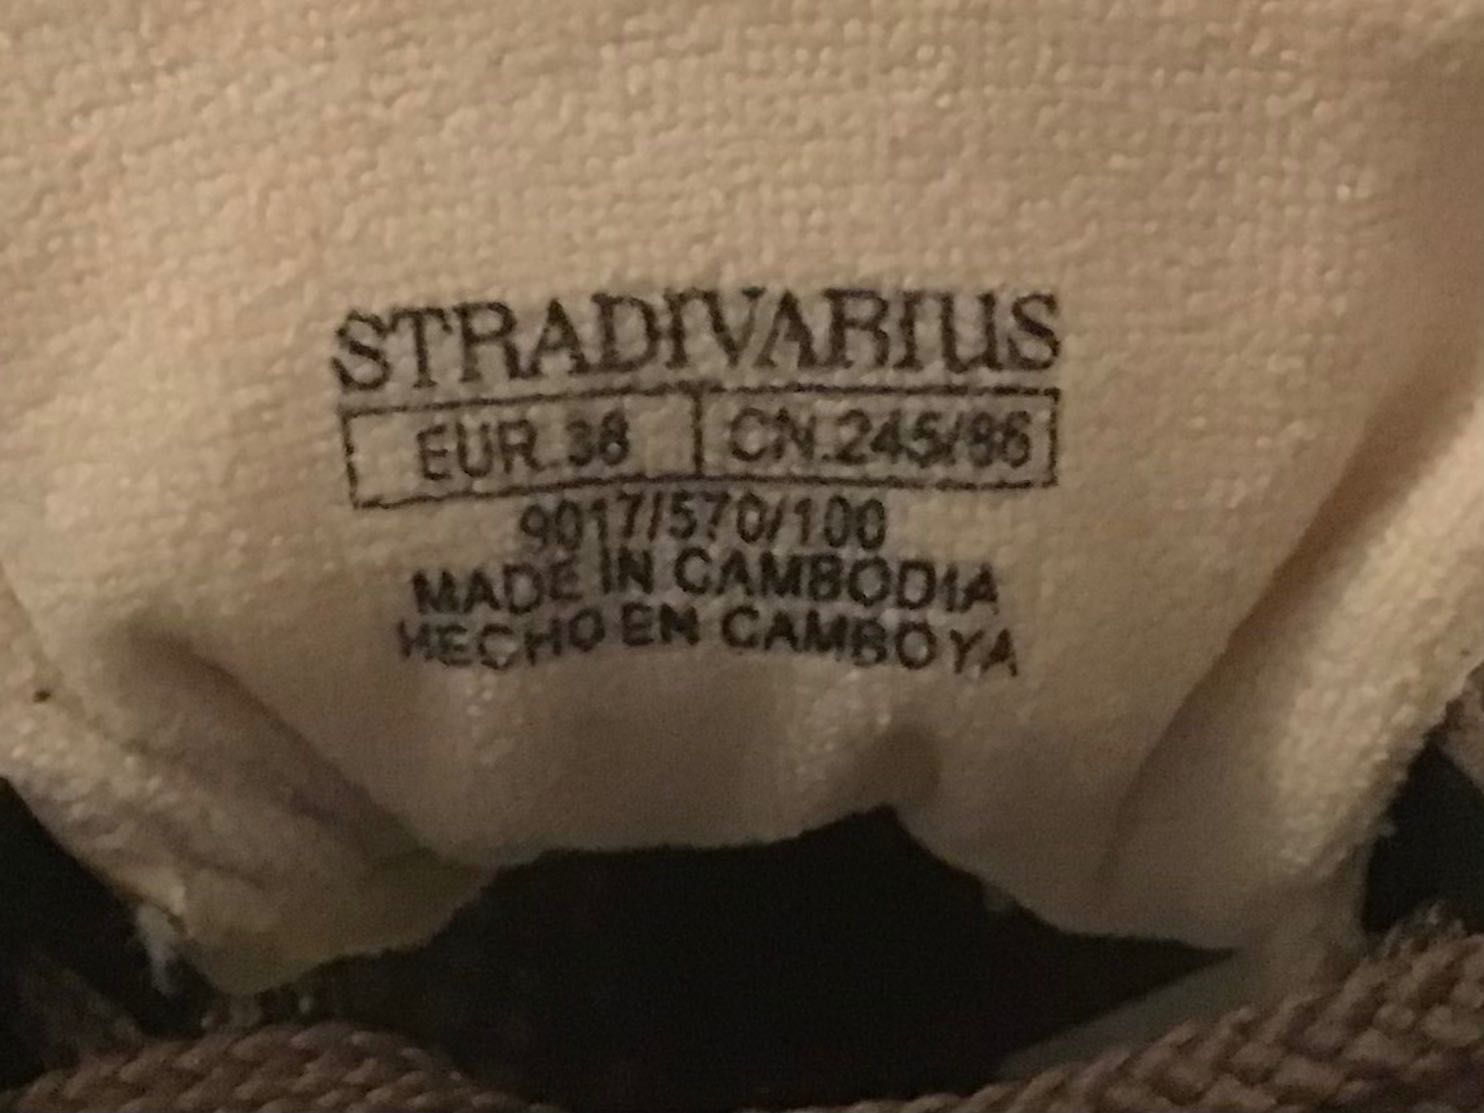 STRADIVARIUS
EUR.38 CN.245/86
9017/570/100
MADE IN CAMBODIA
HECHO EN CAMBOYA